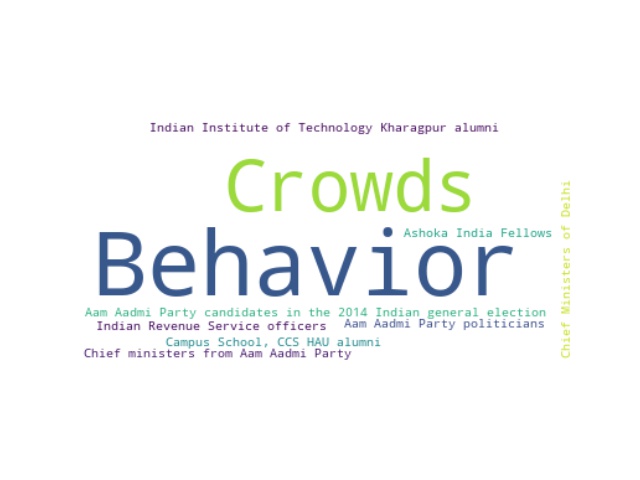 Indian Institute of Technology Kharagpur alumni
Crowds
Chief Ministers of Delhi
Ashoka India Fellows
Behavior
Aam Aadmi Party candidates in the 2014 Indian general election
Aam Aadmi Party politicians
Indian Revenue Service officers
Campus School, CCS HAU alumni
Chief ministers from Aam Aadmi Party